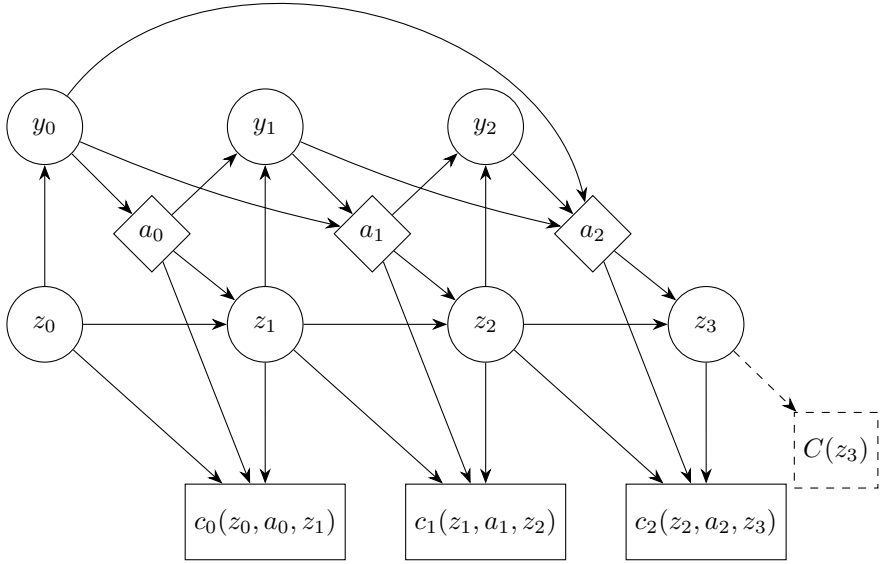 y₀ y₁ y₂
a₀ a₁ a₂
z₀ z₁ z₂ z₃
C(z₃)
c₀(z₀, a₀, z₁) c₁(z₁, a₁, z₂) c₂(z₂, a₂, z₃)